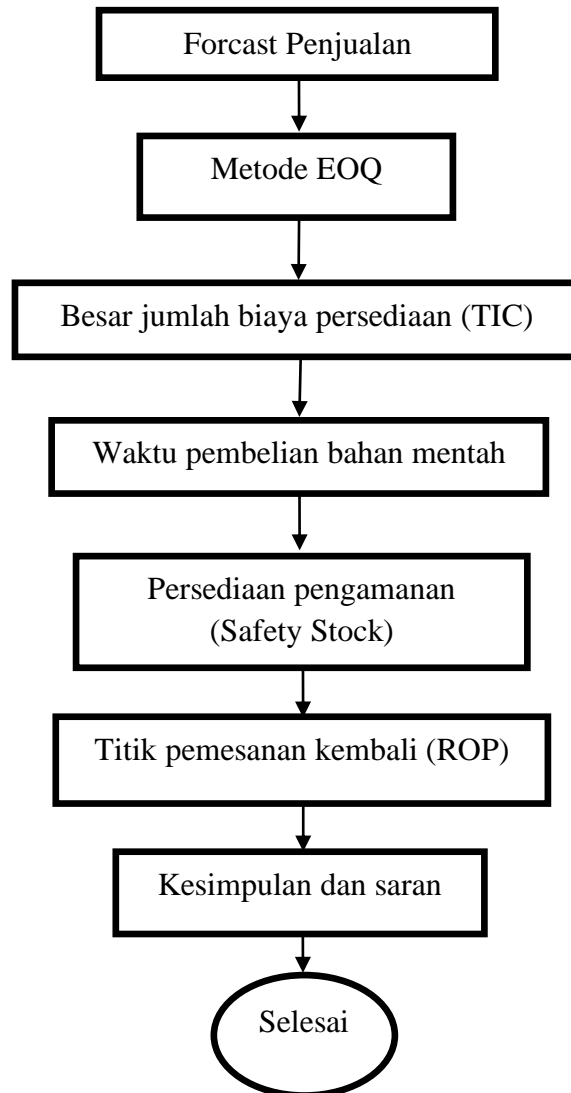 Forcast Penjualan
Metode EOQ
Besar jumlah biaya persediaan (TIC)
Waktu pembelian bahan mentah
Persediaan pengamanan
(Safety Stock)
Titik pemesanan kembali (ROP)
Kesimpulan dan saran
Selesai